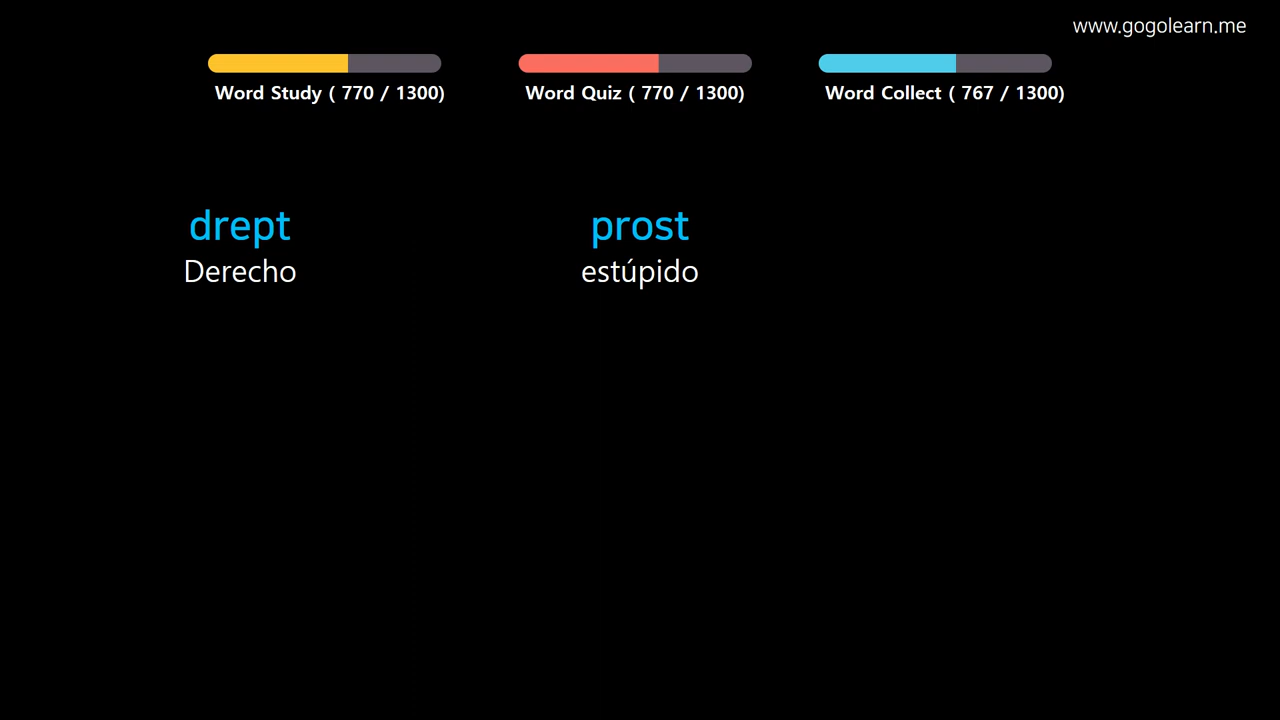 www.gogolearn.me
Word Study ( 770 / 1300)
Word Quiz ( 770 / 1300)
Word Collect ( 767 / 1300)
drept
Derecho
prost
estúpido